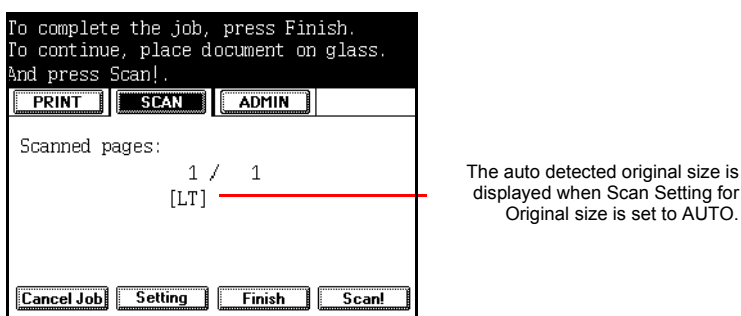 To complete the job, press Finish.
To continue, place document on glass.
And press Scan!.
PRINT SCAN ADMIN
Scanned pages:
1 / 1
[LT]
The auto detected original size is
displayed when Scan Setting for
Original size is set to AUTO.
Cancel Job Setting Finish Scan!